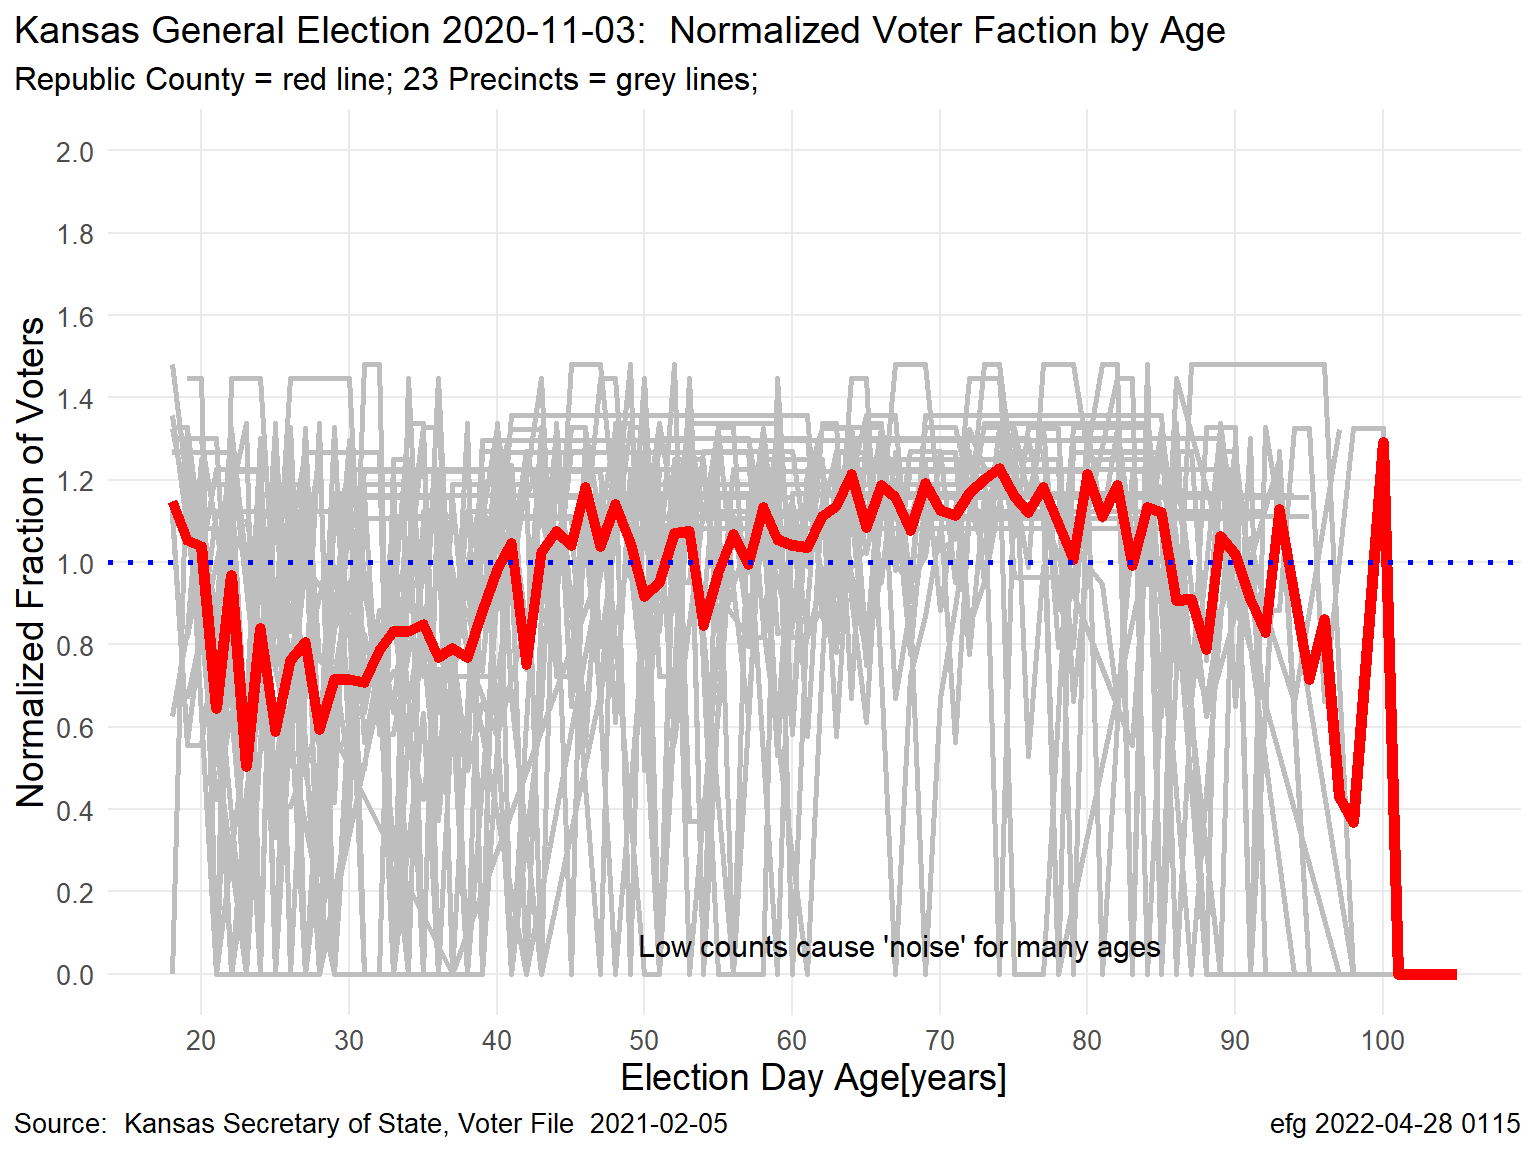 Kansas General Election 2020-11-03:  Normalized Voter Faction by Age
Republic County = red line; 23 Precincts = grey lines;
Normalized Fraction of Voters
2.0
1.8
1.6
1.4
1.2
1.0
0.8
0.6
0.4
0.2
0.0
Low counts cause 'noise' for many ages
20 30 40 50 60 70 80 90 100
Election Day Age[years]
Source:  Kansas Secretary of State, Voter File  2021-02-05
efg 2022-04-28 0115